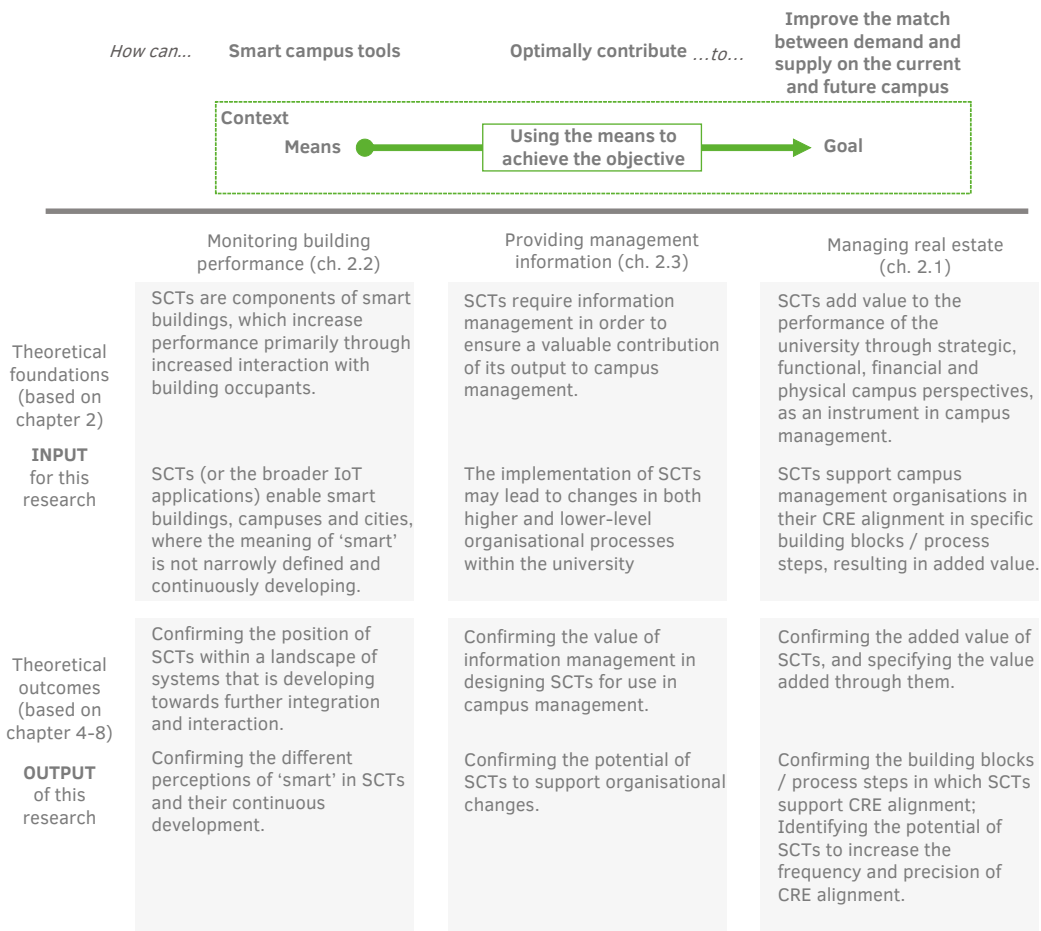 How can...
Smart campus tools
Optimally contribute
...to...
Improve the match
between demand and
supply on the current
and future campus
Context
Means
Using the means to
achieve the objective
Goal
Monitoring building
performance (ch. 2.2)
Providing management
information (ch. 2.3)
Managing real estate
(ch. 2.1)
Theoretical
foundations
(based on
chapter 2)
INPUT
for this
research
SCTs are components of smart
buildings, which increase
performance primarily through
increased interaction with
building occupants.
SCTs require information
management in order to
ensure a valuable contribution
of its output to campus
management.
SCTs add value to the
performance of the
university through strategic,
functional, financial and
physical campus perspectives,
as an instrument in campus
management.
SCTs (or the broader IoT
applications) enable smart
buildings, campuses and cities,
where the meaning of ‘smart’
is not narrowly defined and
continuously developing.
The implementation of SCTs
may lead to changes in both
higher and lower-level
organisational processes
within the university
SCTs support campus
management organisations in
their CRE alignment in specific
building blocks / process
steps, resulting in added value.
Theoretical
outcomes
(based on
chapter 4-8)
OUTPUT
of this
research
Confirming the position of
SCTs within a landscape of
systems that is developing
towards further integration
and interaction.
Confirming the value of
information management in
designing SCTs for use in
campus management.
Confirming the added value of
SCTs, and specifying the value
added through them.
Confirming the different
perceptions of ‘smart’ in SCTs
and their continuous
development.
Confirming the potential of
SCTs to support organisational
changes.
Confirming the building blocks
/ process steps in which SCTs
support CRE alignment;
Identifying the potential of
SCTs to increase the
frequency and precision of
CRE alignment.